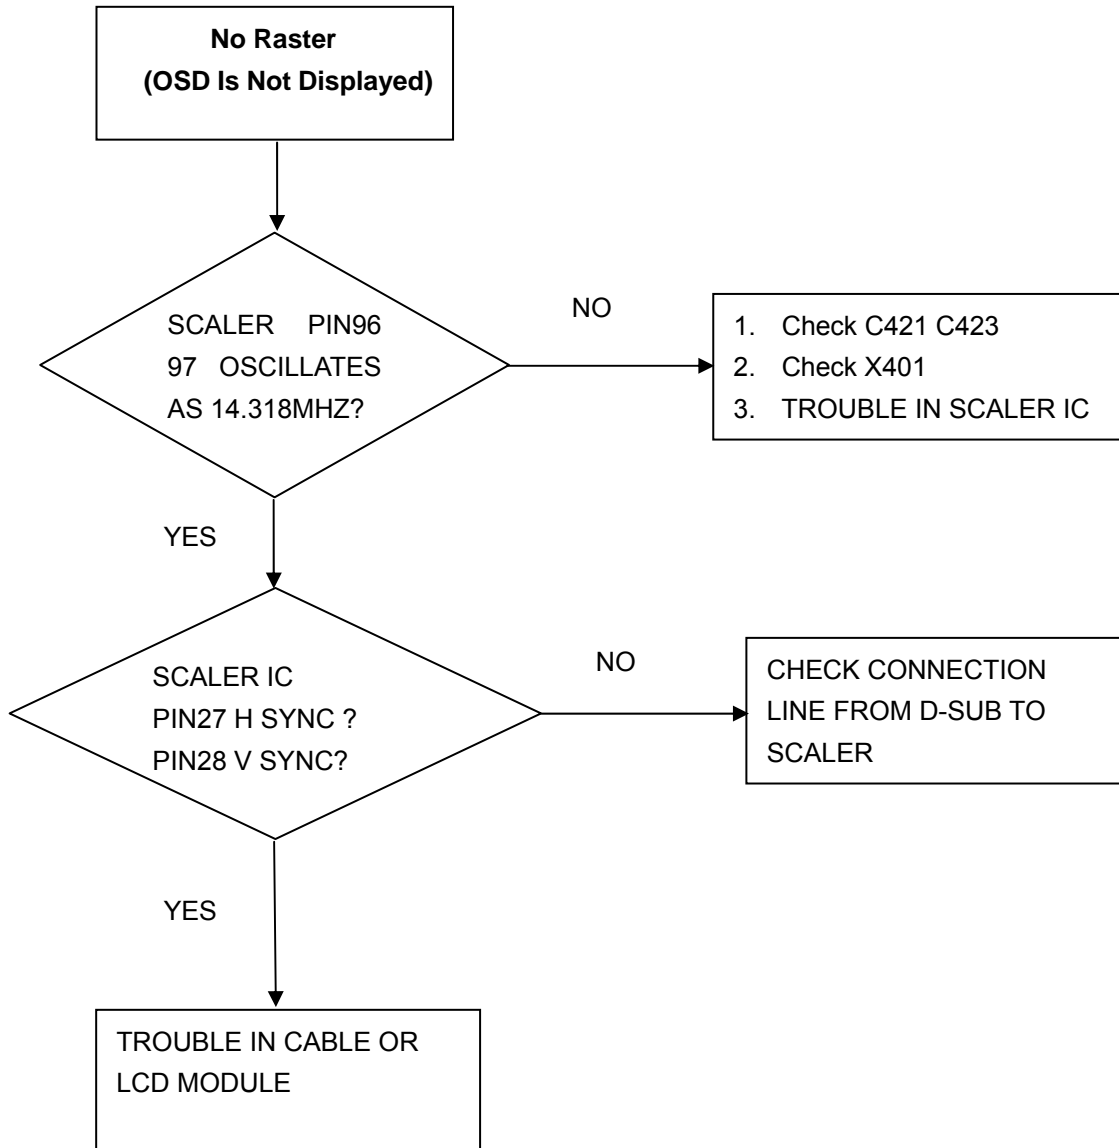 No Raster
(OSD Is Not Displayed)
SCALER PIN96
97 OSCILLATES
AS 14.318MHZ?
NO
1. Check C421 C423
2. Check X401
3. TROUBLE IN SCALER IC
YES
SCALER IC
PIN27 H SYNC ?
PIN28 V SYNC?
NO
CHECK CONNECTION
LINE FROM D-SUB TO
SCALER
YES
TROUBLE IN CABLE OR
LCD MODULE